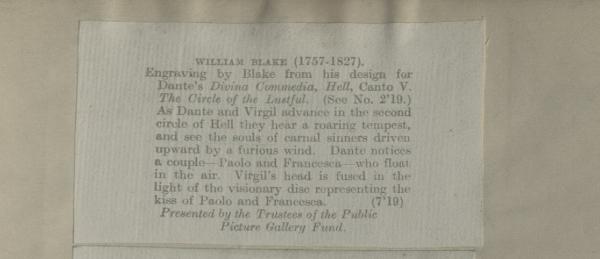 WILLIAM BLAKE (1757-1827).
Engraving by Blake from his design for
Dante's Divina Commedia, Hell, Canto V.
The Circle of the Lustful. (See No. 2'19.)
As Dante and Virgil advance in the second
circle of Hell they hear a roaring tempest,
and see the souls of carnal sinners driven
upward by a furious wind. Dante notices
a couple—Paolo and Francesca—who float
in the air. Virgil's head is fused in the
light of the visionary disc representing the
kiss of Paolo and Francesca. (7'19)
Presented by the Trustees of the Public
Picture Gallery Fund.